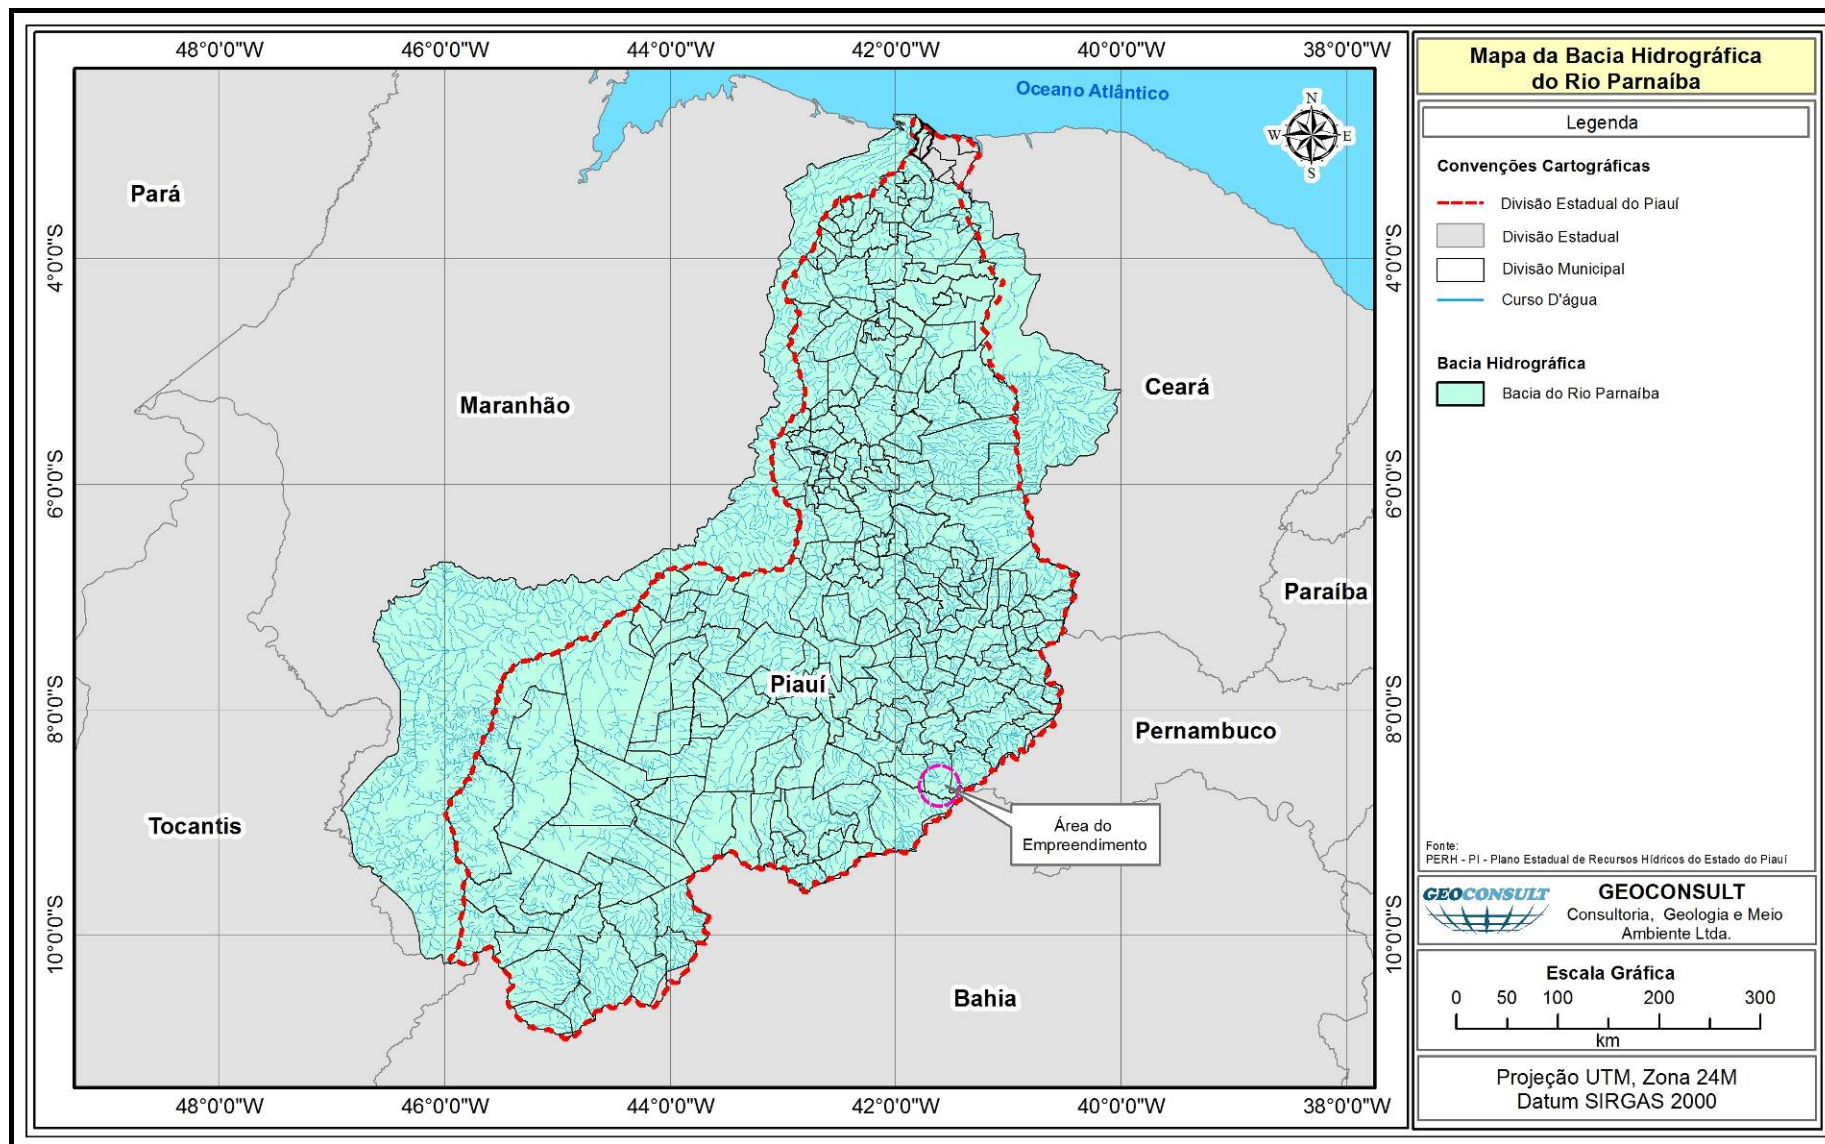 48°0'0"W 46°0'0"W 44°0'0"W 42°0'0"W 40°0'0"W 38°0'0"W
Oceano Atlântico
N
W E
S
Pará
4°0'0"S 4°0'0"S
Maranhão
Ceará
6°0'0"S 6°0'0"S
Paraíba
Piauí
8°0'0"S 8°0'0"S
Pernambuco
Tocantis
Área do
Empreendimento
10°0'0"S 10°0'0"S
Bahia
48°0'0"W 46°0'0"W 44°0'0"W 42°0'0"W 40°0'0"W 38°0'0"W
Mapa da Bacia Hidrográfica
do Rio Parnaíba
Legenda
Convenções Cartográficas
Divisão Estadual do Piauí
Divisão Estadual
Divisão Municipal
Curso D'água
Bacia Hidrográfica
Bacia do Rio Parnaíba
Fonte:
PERH - PI - Plano Estadual de Recursos Hídricos do Estado do Piauí
GEOCONSULT
GEOCONSULT
Consultoria, Geologia e Meio
Ambiente Ltda.
Escala Gráfica
0 50 100 200 300
km
Projeção UTM, Zona 24M
Datum SIRGAS 2000